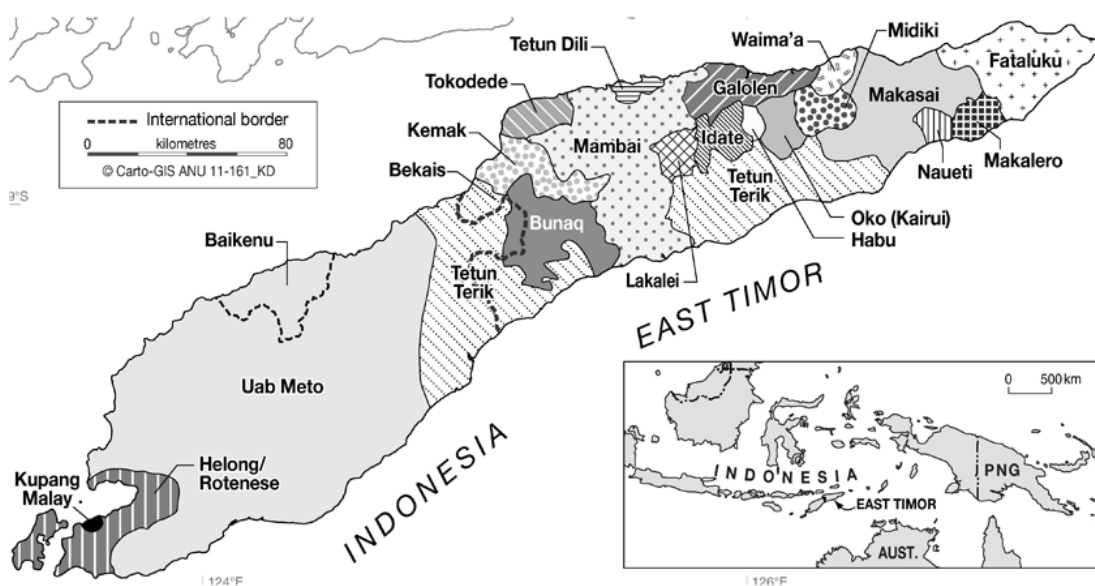 Midiki
Waima'a
Tetun Dili
Fataluku
Tokodede
Galolen
Makasai
International border
0 kilometres 80
© Carto-GIS ANU 11-161_KD
Kemak
Mambai
Idate
Bekais
Naueti
Makalero
9°S
Tetun
Terik
Bunaq
Oko (Kairui)
Habu
Baikenu
Tetun
Terik
Lakalei
EAST TIMOR
Uab Meto
0 500 km
INDONESIA
PNG
EAST TIMOR
AUST.
Helong/
Rotenese
Kupang
Malay
INDONESIA
124°E
126°E